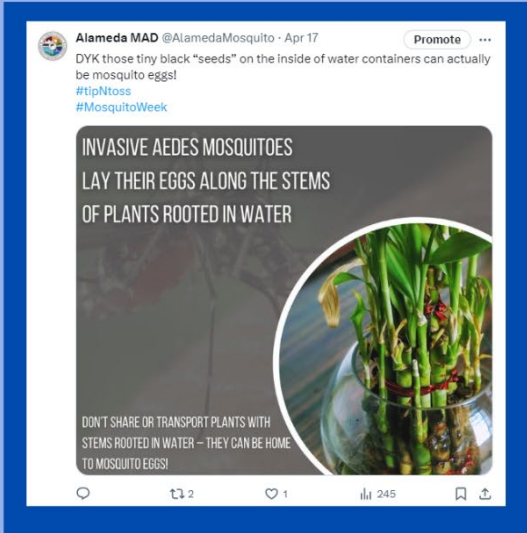 Alameda MAD @AlamedaMosquito · Apr 17
Promote
DYK those tiny black “seeds” on the inside of water containers can actually
be mosquito eggs!
#tipNtoss
#MosquitoWeek
INVASIVE AEDES MOSQUITOES
LAY THEIR EGGS ALONG THE STEMS
OF PLANTS ROOTED IN WATER
DON'T SHARE OR TRANSPORT PLANTS WITH
STEMS ROOTED IN WATER – THEY CAN BE HOME
TO MOSQUITO EGGS!
2
1
245